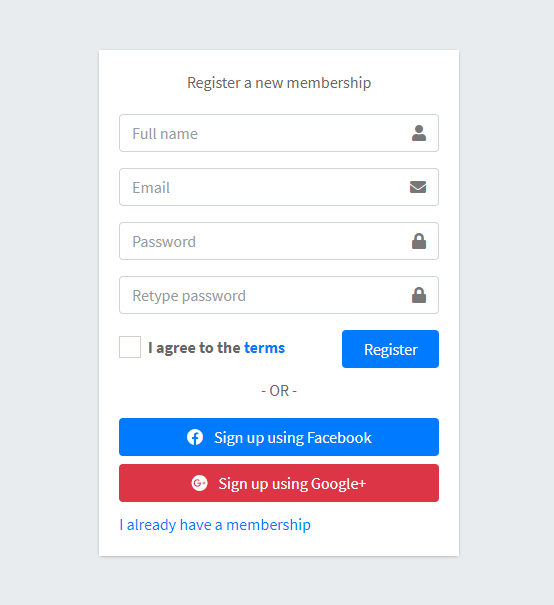 Register a new membership
Full name
Email
Password
Retype password
I agree to the terms
Register
- OR -
Sign up using Facebook
Sign up using Google+
I already have a membership